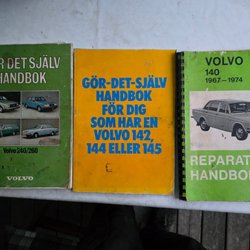 GÖR DET SJÄLV
HANDBOK
Volvo 240/260
VOLVO
GÖR-DET-SJÄLV
HANDBOK
FÖR DIG
SOM HAR EN
VOLVO 142,
144 ELLER 145
VOLVO
140
1967-1974
REPARAT
HANDBO